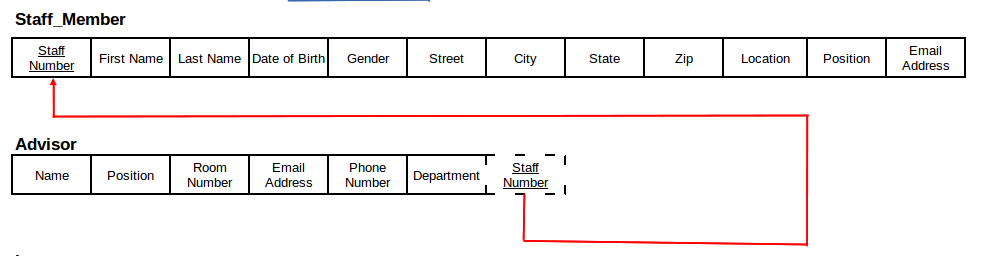 Staff_Member
Staff Number
First Name
Last Name
Date of Birth
Gender
Street
City
State
Zip
Location
Position
Email Address
Advisor
Name
Position
Room Number
Email Address
Phone Number
Department
Staff Number